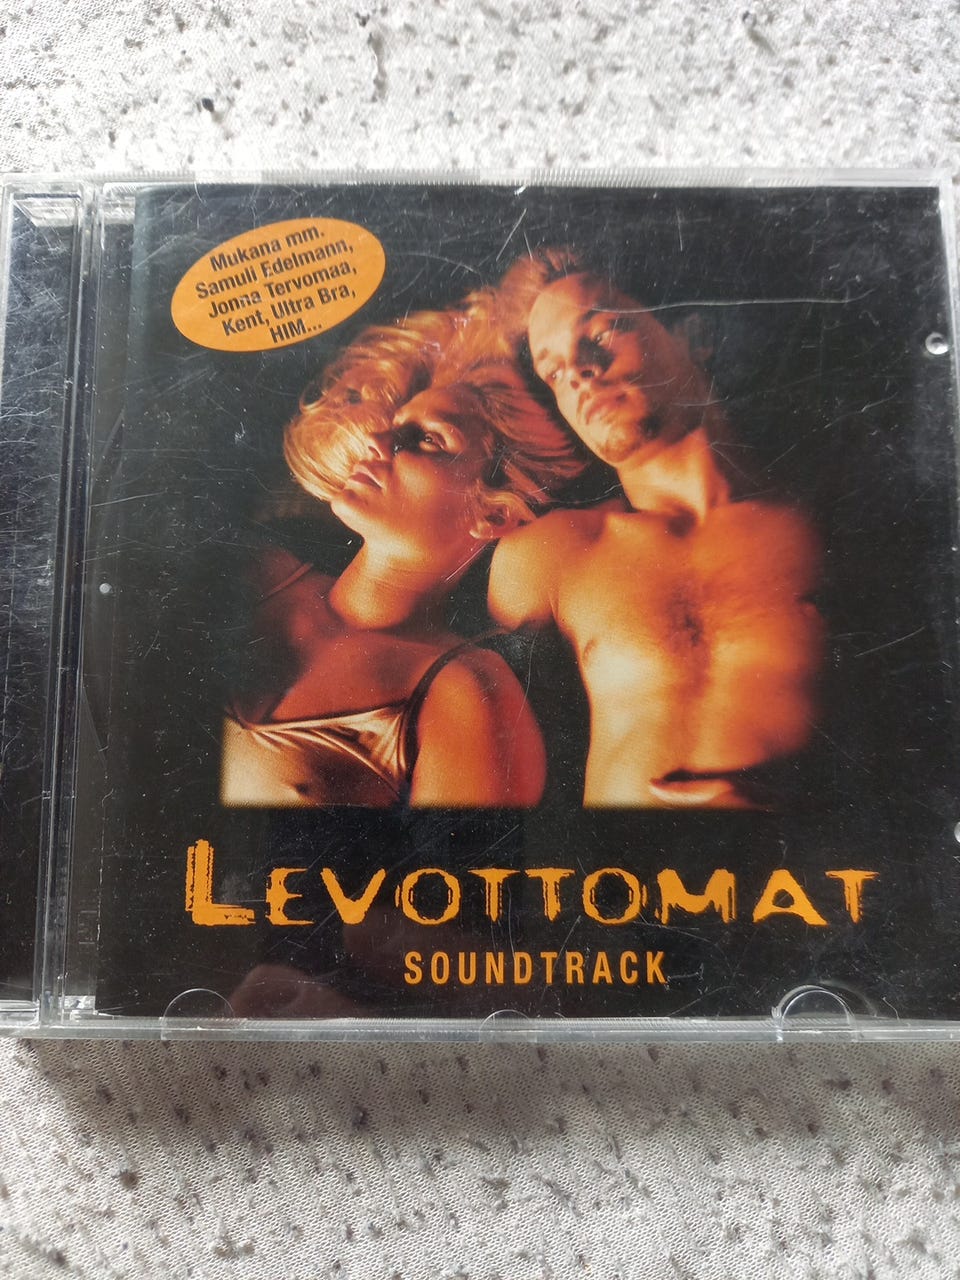 Mukana mm.
Samuli Edelmann,
Jonna Tervomaa,
Kent, Ultra Bra,
HIM...
LEVOTTOMAT
SOUNDTRACK